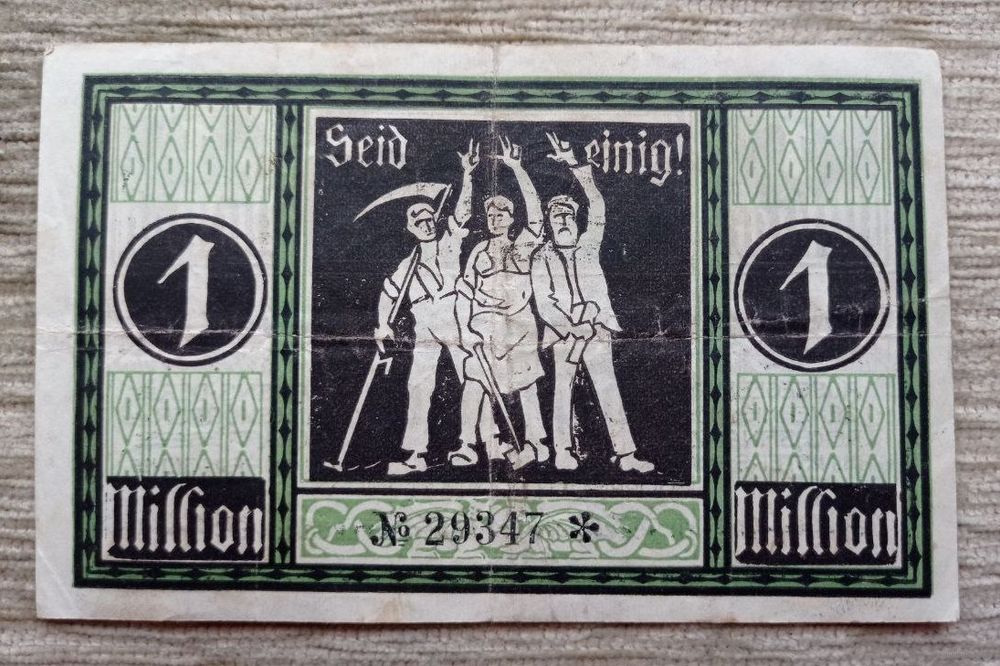 Seid einig!
1
1
Million
№ 29347 *
Million